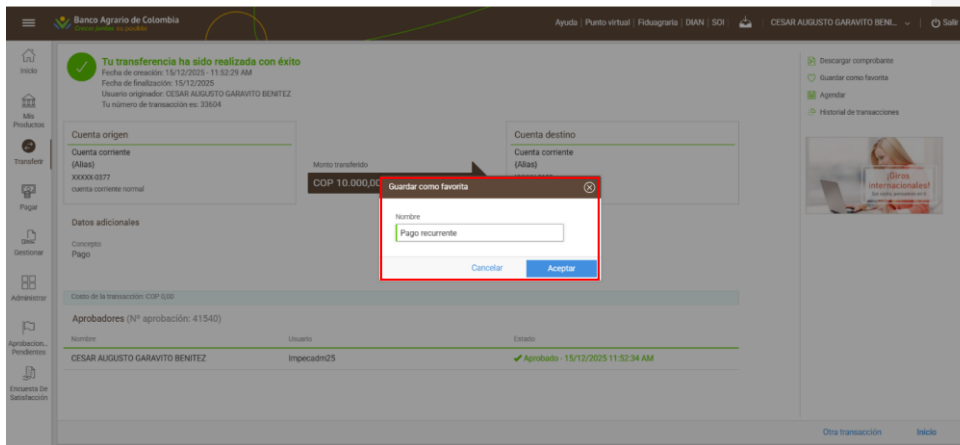 Banco Agrario de Colombia
Crecer juntos es posible
Ayuda | Punto virtual | Fiduagraria | DIAN | SOI
CESAR AUGUSTO GARAVITO BENI...
Salir
Inicio
Mis
Productos
Transferir
Pagar
Gestionar
Administrar
Aprobacion...
Pendientes
Encuesta De
Satisfacción
Tu transferencia ha sido realizada con éxito
Fecha de creación: 15/12/2025 - 11:52:29 AM
Fecha de finalización: 15/12/2025
Usuario originador: CESAR AUGUSTO GARAVITO BENITEZ
Tu número de transacción es: 33604
Descargar comprobante
Guardar como favorita
Agendar
Historial de transacciones
Cuenta origen
Cuenta corriente
(Alias)
XXXXX-0377
cuenta corriente normal
Monto transferido
COP 10.000,00
Cuenta destino
Cuenta corriente
(Alias)
¡Giros
internacionales!
Guardar como favorita
Nombre
Pago recurrente
Cancelar
Aceptar
Datos adicionales
Concepto
Pago
Costo de la transacción: COP 0,00
Aprobadores (Nº aprobación: 41540)
Nombre
Usuario
Estado
CESAR AUGUSTO GARAVITO BENITEZ
Impecadm25
Aprobado - 15/12/2025 11:52:34 AM
Otra transacción
Inicio